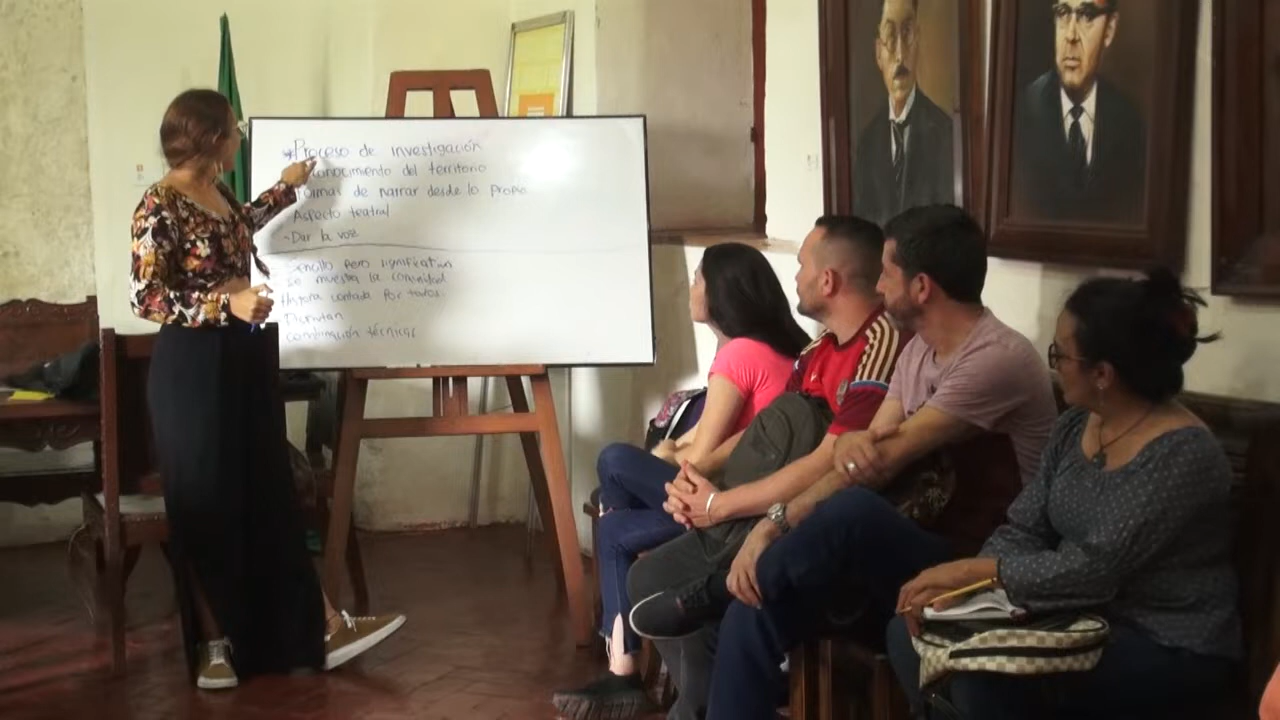 Proceso de investigación
conocimiento del territorio
formas de narrar desde lo propio
Aspecto teatral
- Dar la voz
Sencillo pero significativo
se muestra la comunidad
Historia contada por todos
combinación técnicas